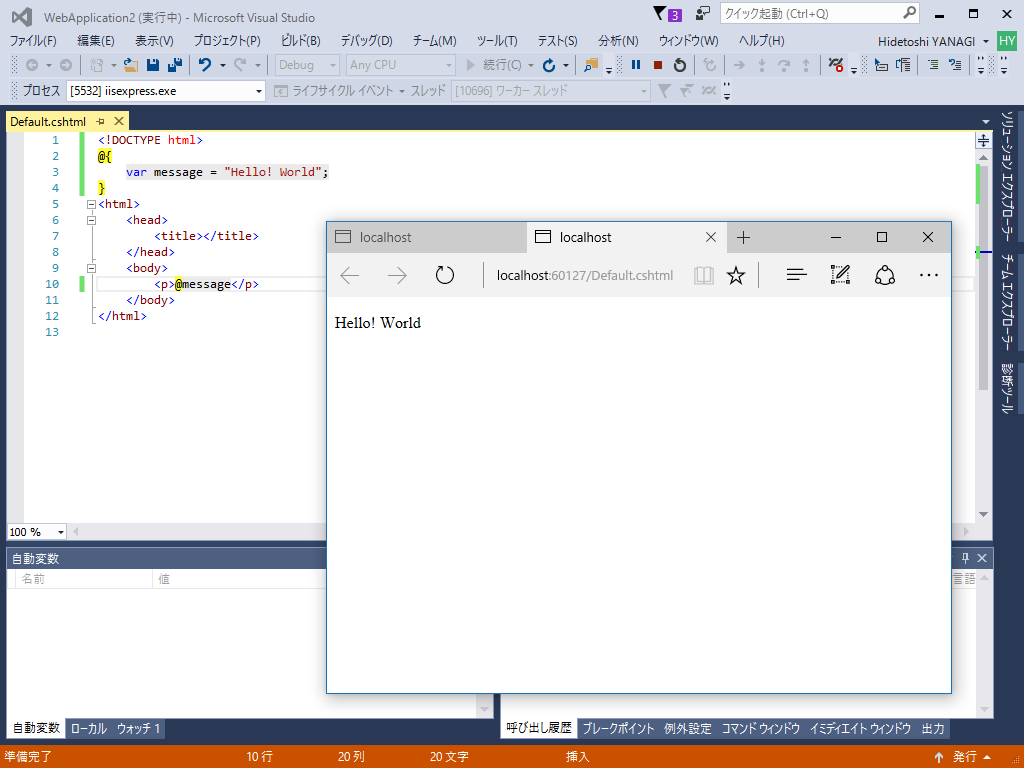 WebApplication2 (実行中) - Microsoft Visual Studio
3
クイック起動 (Ctrl+Q)
ファイル(F) 編集(E) 表示(V) プロジェクト(P) ビルド(B) デバッグ(D) チーム(M) ツール(T) テスト(S) 分析(N) ウィンドウ(W) ヘルプ(H) Hidetoshi YANAGI HY
Debug Any CPU 続行(C)
プロセス [5532] iisexpress.exe ライフサイクル イベント スレッド [10696] ワーカー スレッド
Default.cshtml
1 <!DOCTYPE html>
2 @{
3 var message = "Hello! World";
4 }
5 <html>
6 <head>
7 <title></title>
8 </head>
9 <body>
10 <p>@message</p>
11 </body>
12 </html>
13
localhost localhost
localhost:60127/Default.cshtml
Hello! World
ソリューション エクスプローラー
チーム エクスプローラー
診断ツール
100 %
自動変数
名前 値
言語
自動変数 ローカル ウォッチ 1
呼び出し履歴 ブレークポイント 例外設定 コマンド ウィンドウ イミディエイト ウィンドウ 出力
準備完了 10 行 20 列 20 文字 挿入 発行